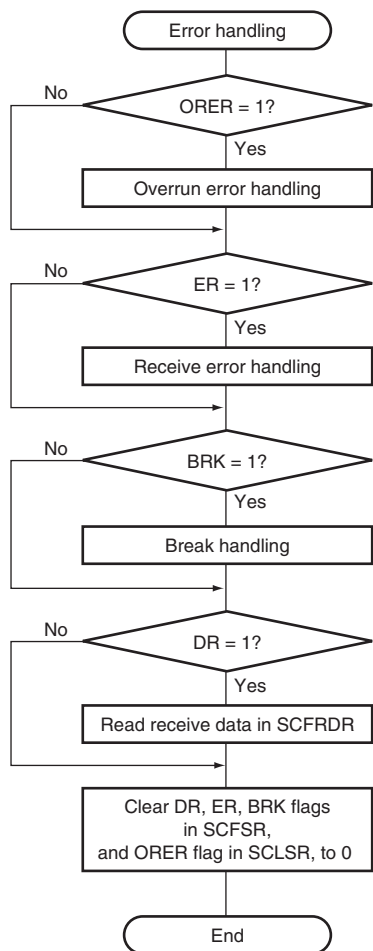 Error handling
No
ORER = 1?
Yes
Overrun error handling
No
ER = 1?
Yes
Receive error handling
No
BRK = 1?
Yes
Break handling
No
DR = 1?
Yes
Read receive data in SCFRDR
Clear DR, ER, BRK flags
in SCFSR,
and ORER flag in SCLSR, to 0
End